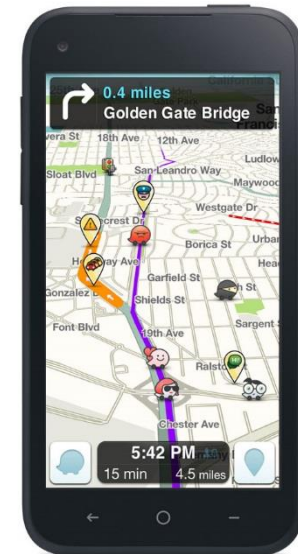 0.4 miles
Golden Gate Bridge
18th Ave
12th Ave
Ludlow
Sloat Blvd
San Leandro Way
Maywood
Westgate Dr
Borica St
Garfield St
Shields St
Font Blvd
19th Ave
Sargent
Chester Ave
5:42 PM
15 min
4.5 miles